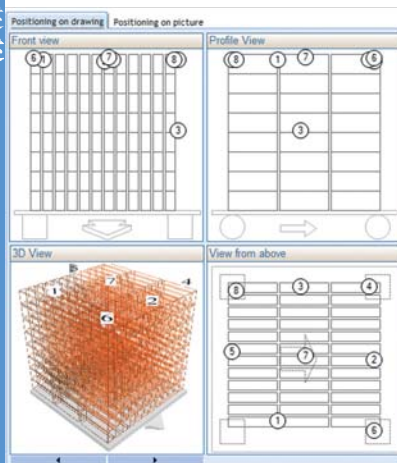 Positioning on drawing Positioning on picture
Front view
6 1 7 8
3
Profile View
8 1 7 6
3
3D View
1 7 2 4
6
View from above
8 3 4
5 7 2
1
6